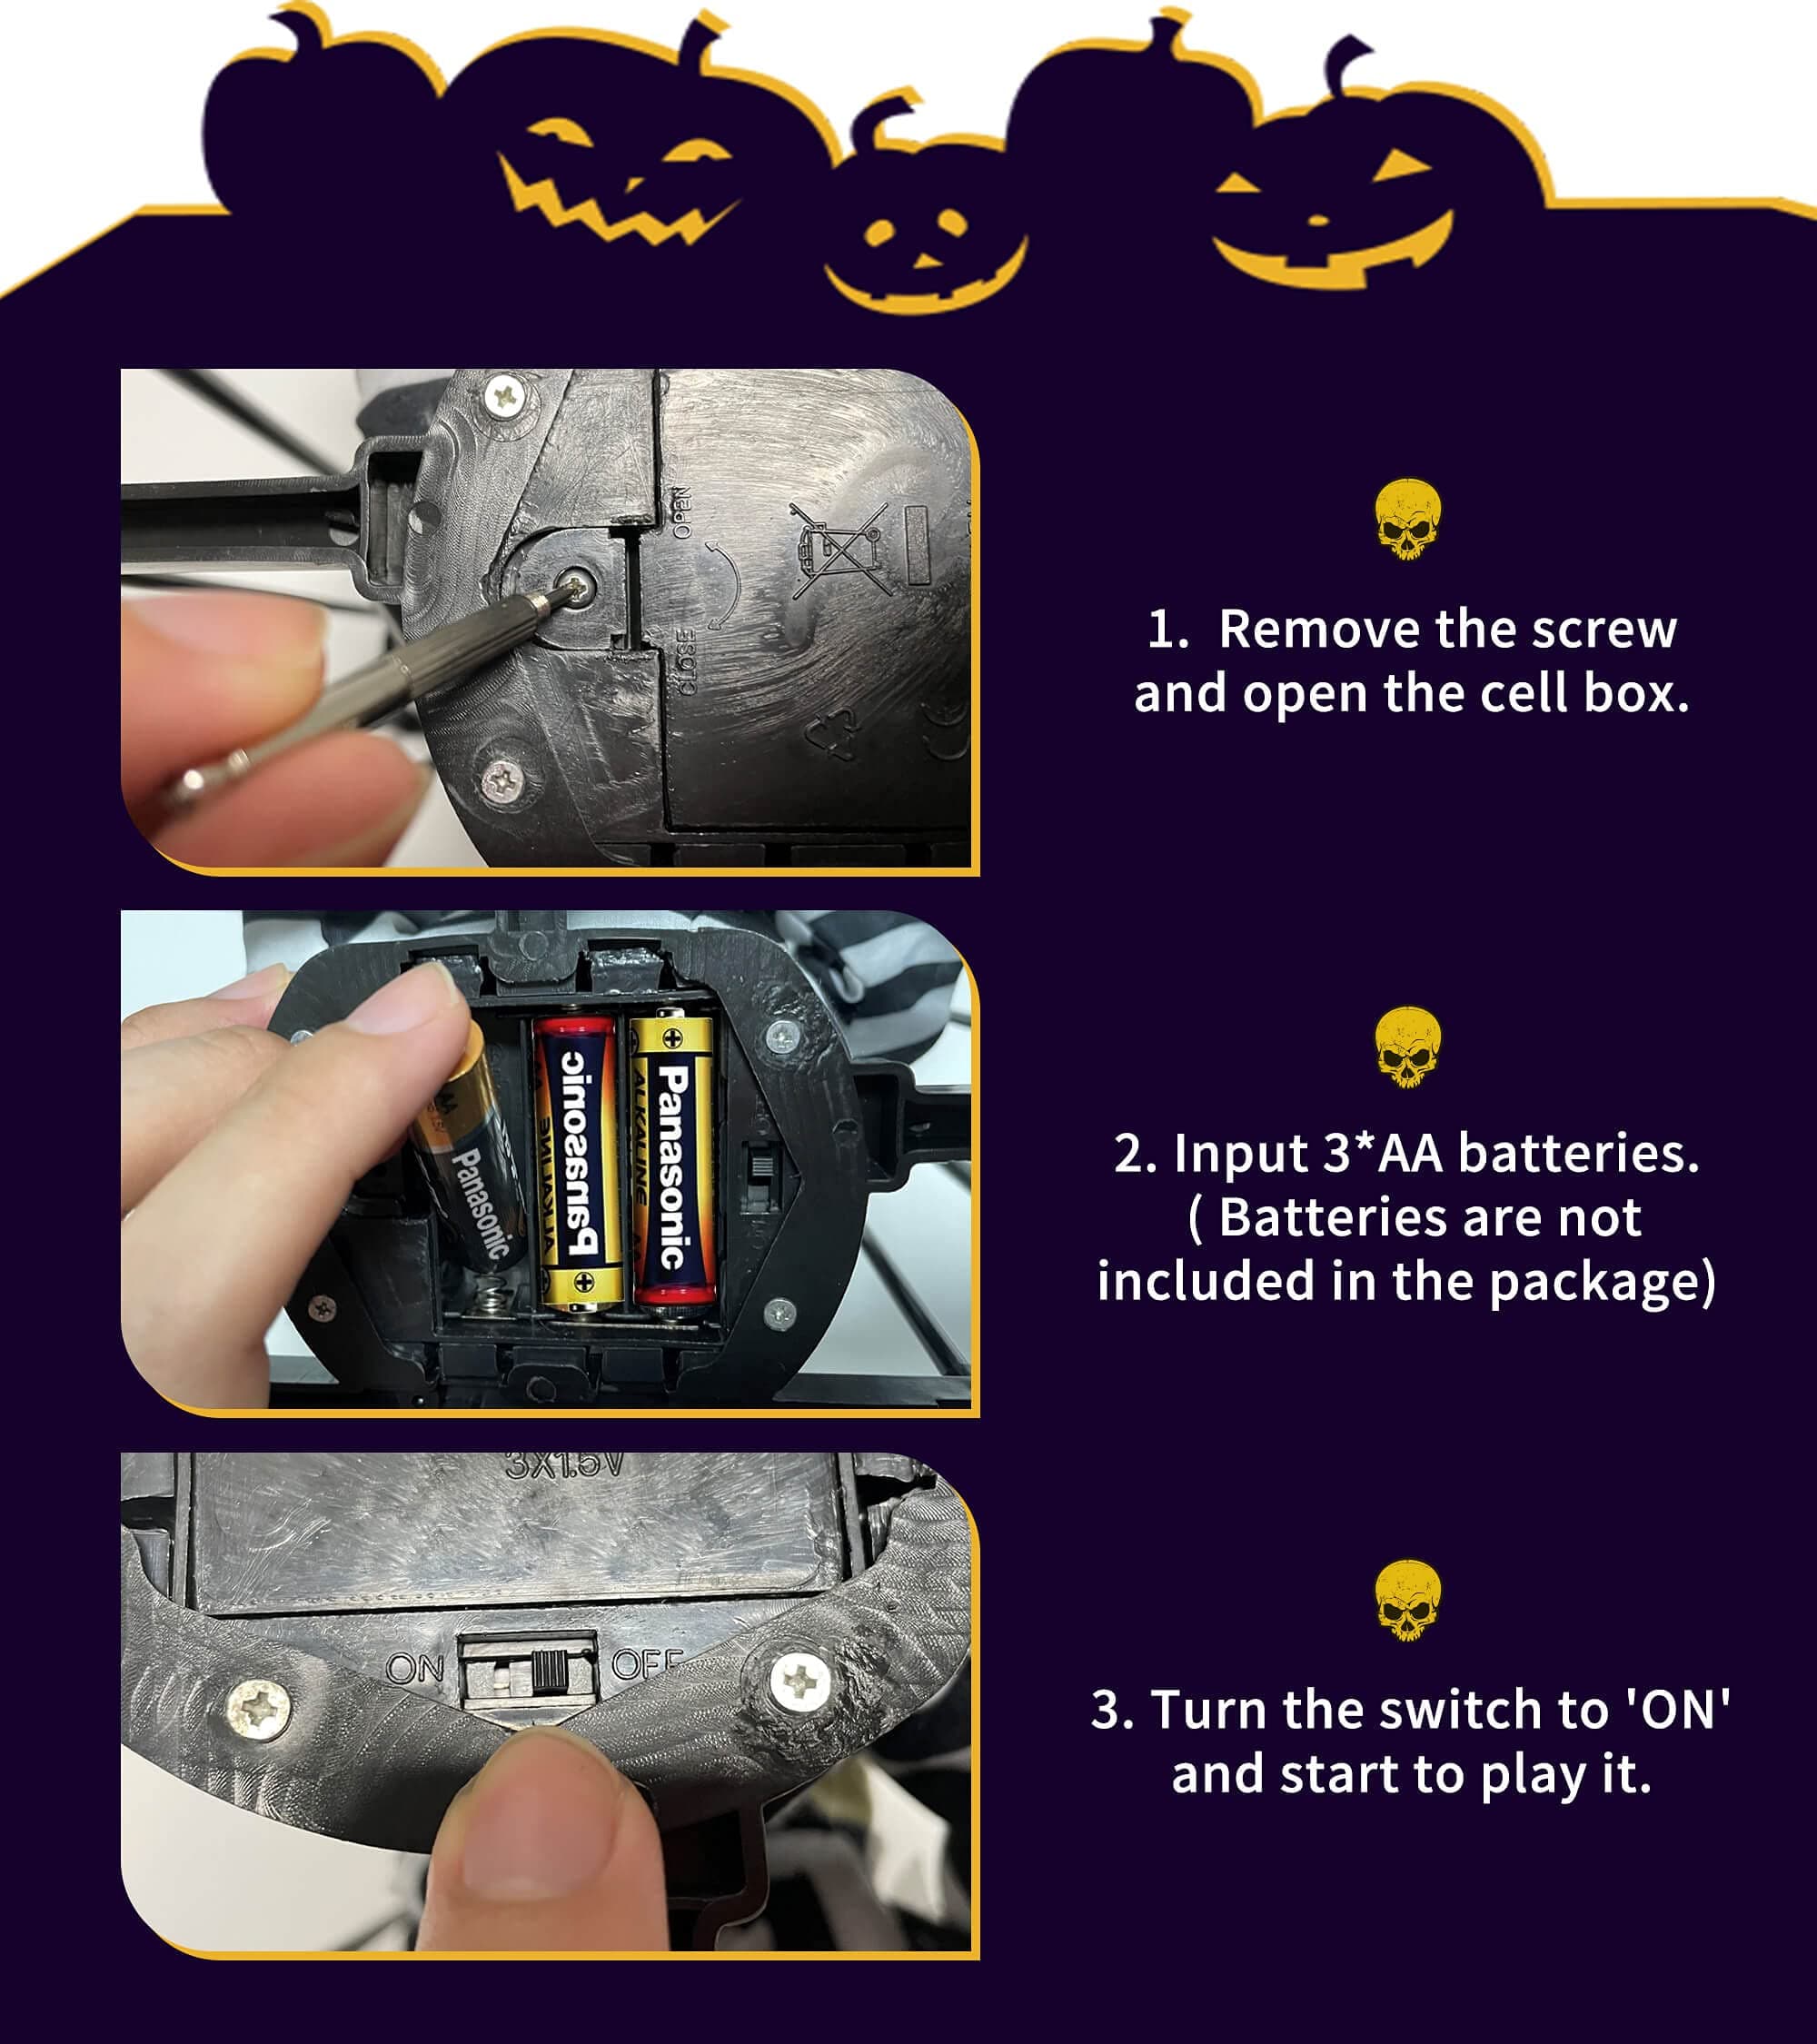 OPEN
CLOSE
1. Remove the screw
and open the cell box.
Panasonic
Panasonic
ALKALINE
Panasonic
ALKALINE
AA
2. Input 3*AA batteries.
( Batteries are not
included in the package)
3X1.5V
ON
OFF
3. Turn the switch to 'ON'
and start to play it.